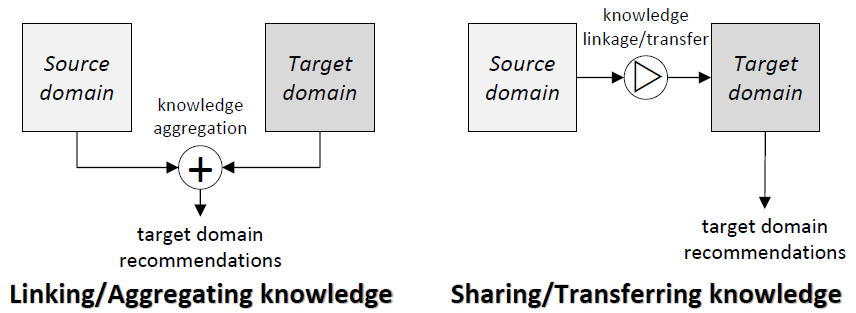 Source
domain
Target
domain
knowledge
aggregation
+
target domain
recommendations
Linking/Aggregating knowledge
knowledge
linkage/transfer
Source
domain
Target
domain
target domain
recommendations
Sharing/Transferring knowledge